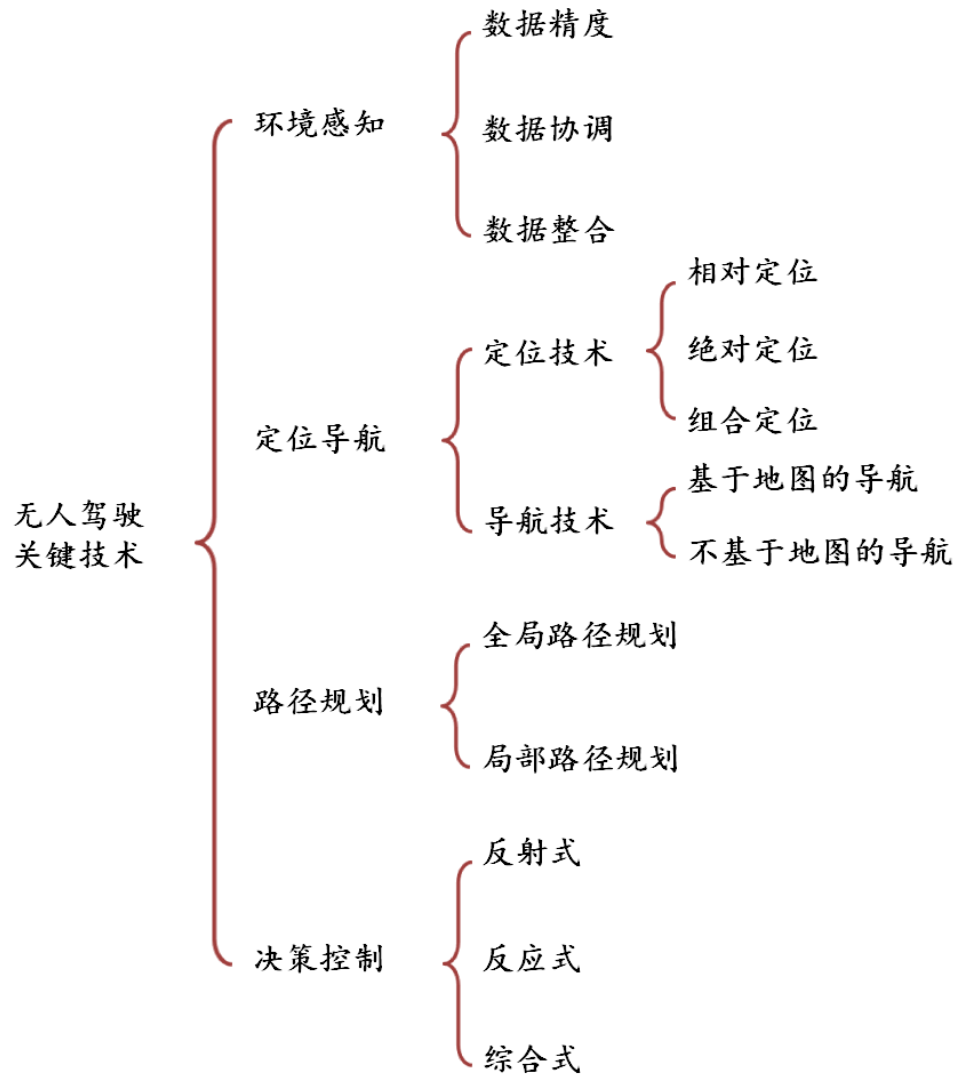 数据精度
环境感知
数据协调
数据整合
相对定位
定位技术
绝对定位
组合定位
定位导航
基于地图的导航
导航技术
不基于地图的导航
无人驾驶
关键技术
全局路径规划
路径规划
局部路径规划
反射式
决策控制
反应式
综合式